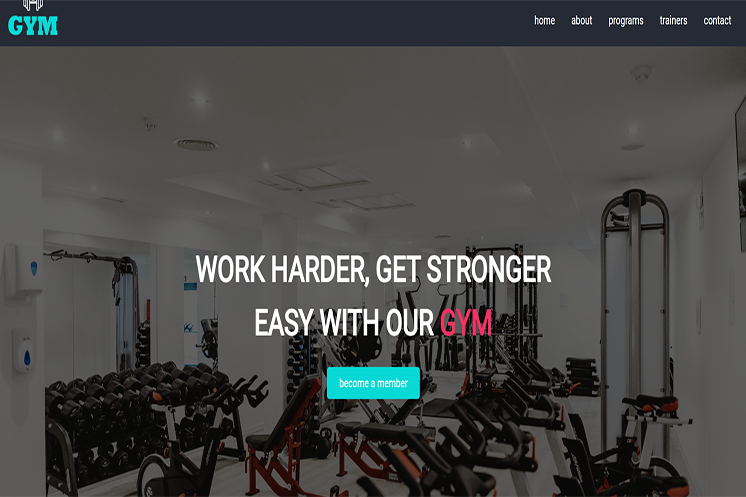 GYM
home about programs trainers contact
WORK HARDER, GET STRONGER
EASY WITH OUR GYM
become a member